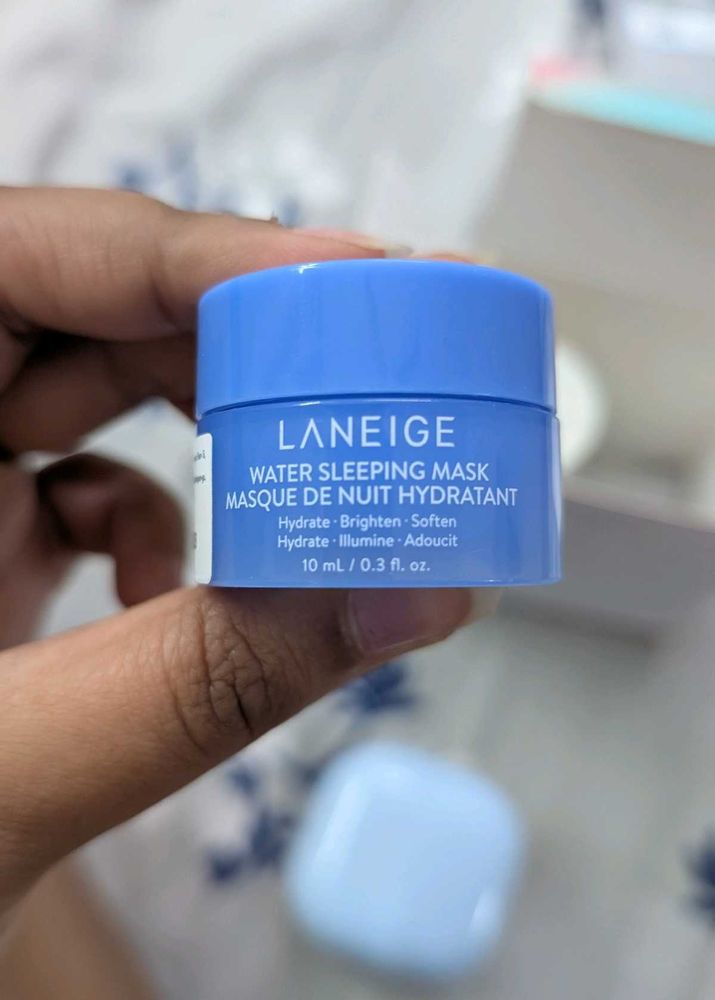 LANEIGE
WATER SLEEPING MASK
MASQUE DE NUIT HYDRATANT
Hydrate · Brighten · Soften
Hydrate · Illumine · Adoucit
10 mL / 0.3 fl. oz.